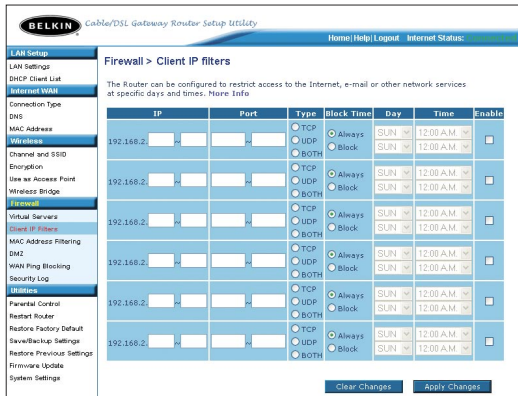 BELKIN
Cable/DSL Gateway Router Setup Utility
Home|Help|Logout Internet Status:
LAN Setup
LAN Settings
DHCP Client List
Internet WAN
Connection Type
DNS
MAC Address
Wireless
Channel and SSID
Encryption
Use as Access Point
Wireless Bridge
Firewall
Virtual Servers
Client IP Filters
MAC Address Filtering
DMZ
WAN Ping Blocking
Security Log
Utilities
Parental Control
Restart Router
Restore Factory Default
Save/Backup Settings
Restore Previous Settings
Firmware Update
System Settings
Firewall > Client IP filters
The Router can be configured to restrict access to the Internet, e-mail or other network services
at specific days and times. More Info
IP Port Type Block Time Day Time Enable
192.168.2. ~ ~ TCP UDP BOTH Always Block SUN 12:00 A.M. SUN 12:00 A.M.
192.168.2. ~ ~ TCP UDP BOTH Always Block SUN 12:00 A.M. SUN 12:00 A.M.
192.168.2. ~ ~ TCP UDP BOTH Always Block SUN 12:00 A.M. SUN 12:00 A.M.
192.168.2. ~ ~ TCP UDP BOTH Always Block SUN 12:00 A.M. SUN 12:00 A.M.
192.168.2. ~ ~ TCP UDP BOTH Always Block SUN 12:00 A.M. SUN 12:00 A.M.
192.168.2. ~ ~ TCP UDP BOTH Always Block SUN 12:00 A.M. SUN 12:00 A.M.
Clear Changes Apply Changes